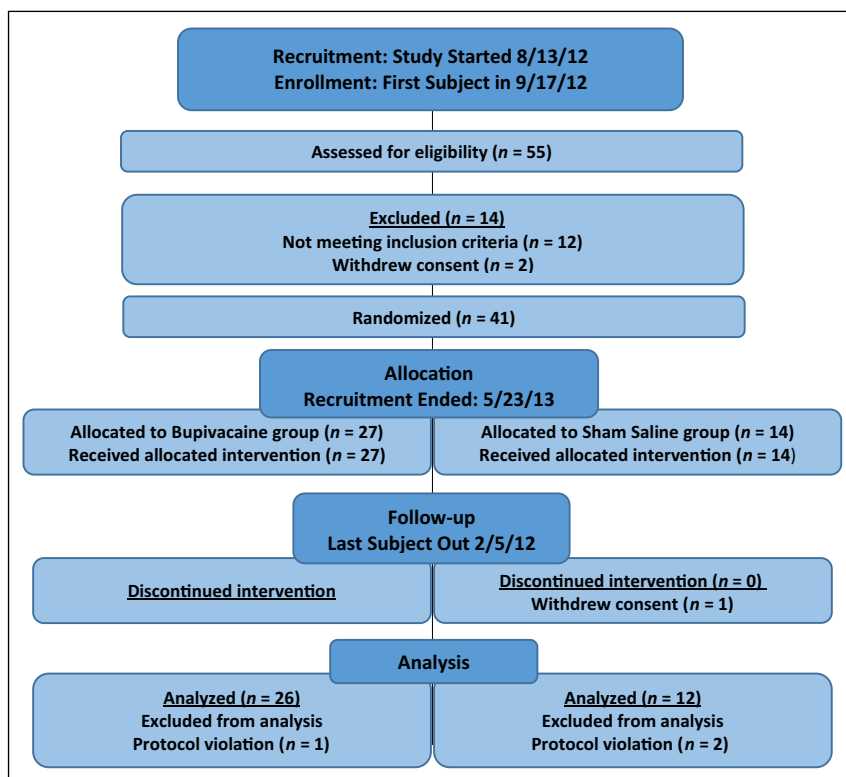 Recruitment: Study Started 8/13/12
Enrollment: First Subject in 9/17/12
Assessed for eligibility (n = 55)
Excluded (n = 14)
Not meeting inclusion criteria (n = 12)
Withdrew consent (n = 2)
Randomized (n = 41)
Allocation
Recruitment Ended: 5/23/13
Allocated to Bupivacaine group (n = 27)
Received allocated intervention (n = 27)
Allocated to Sham Saline group (n = 14)
Received allocated intervention (n = 14)
Follow-up
Last Subject Out 2/5/12
Discontinued intervention
Discontinued intervention (n = 0)
Withdrew consent (n = 1)
Analysis
Analyzed (n = 26)
Excluded from analysis
Protocol violation (n = 1)
Analyzed (n = 12)
Excluded from analysis
Protocol violation (n = 2)